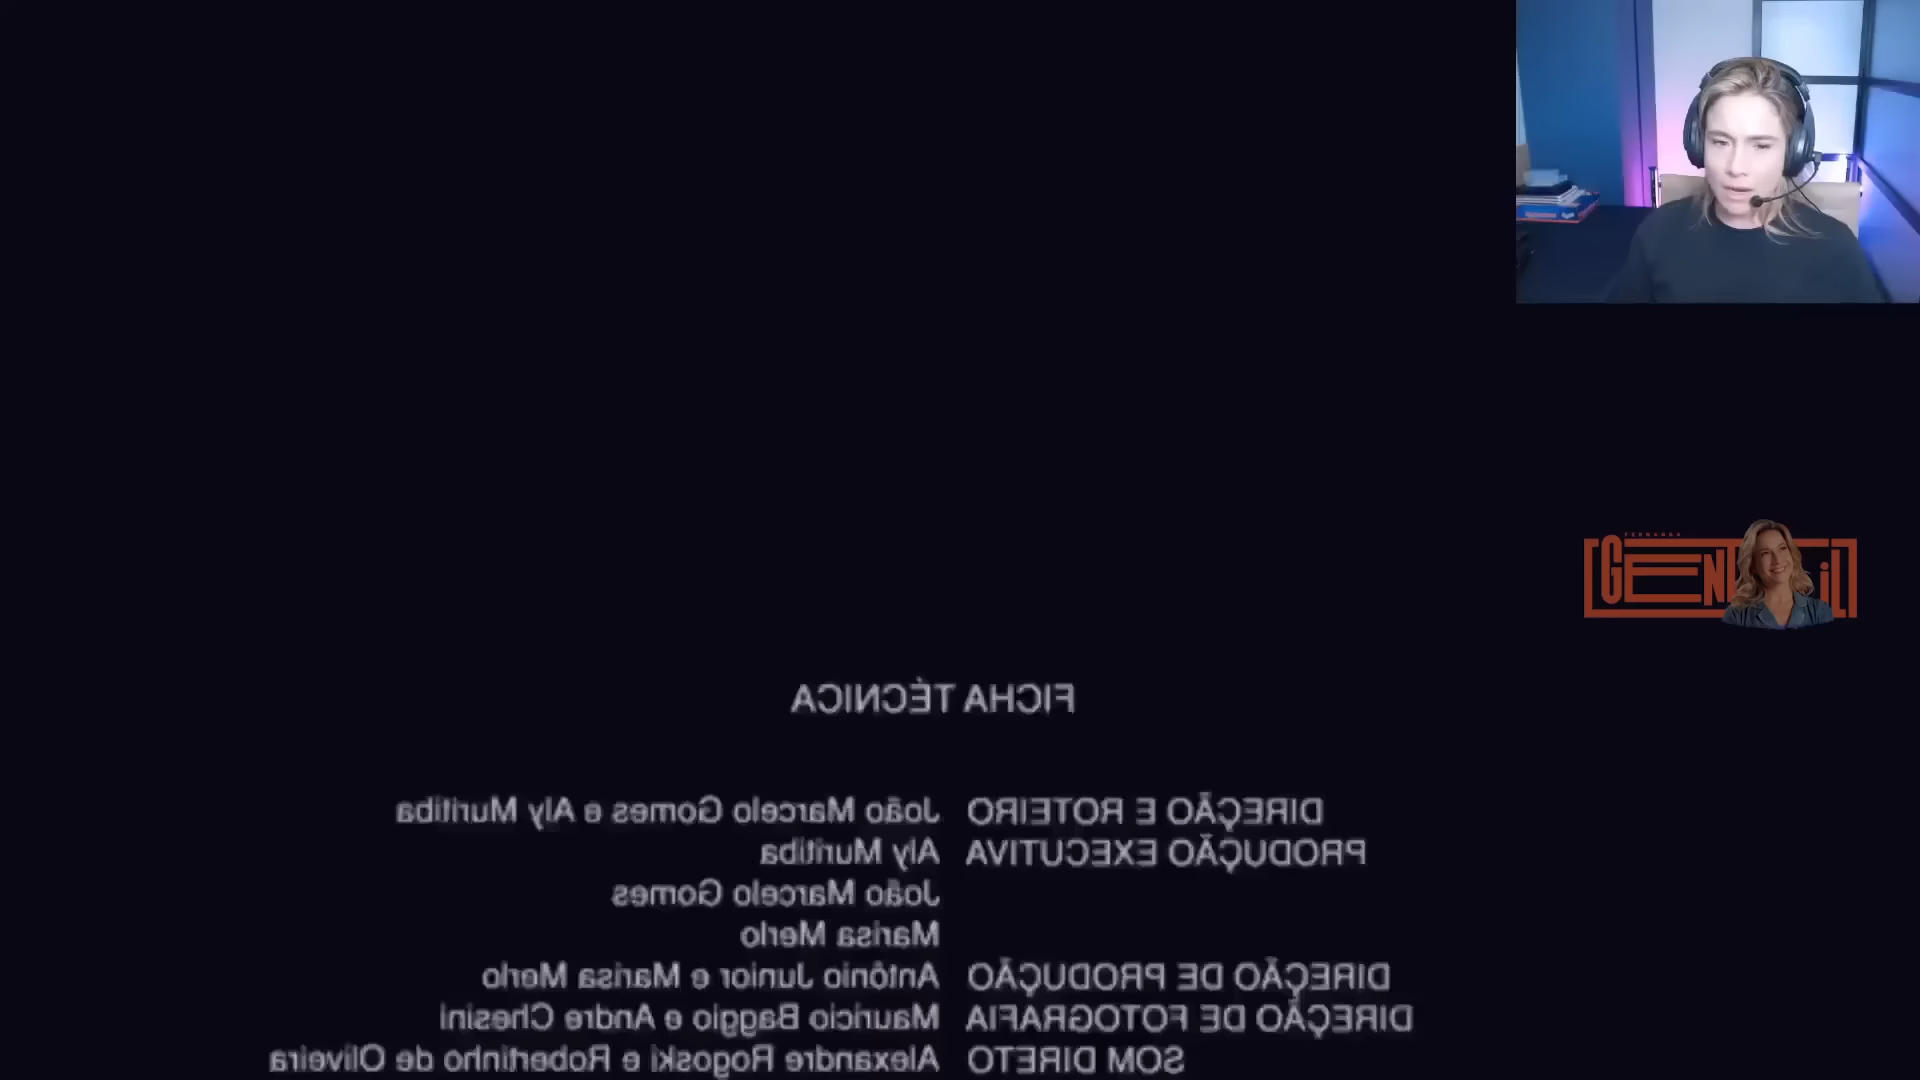 FERNANDA
GENTIL
FICHA TÉCNICA
DIREÇÃO E ROTEIRO João Marcelo Gomes e Aly Muritiba
PRODUÇÃO EXECUTIVA Aly Muritiba
João Marcelo Gomes
Marisa Merlo
DIREÇÃO DE PRODUÇÃO Antônio Junior e Marisa Merlo
DIREÇÃO DE FOTOGRAFIA Mauricio Baggio e Andre Chesini
SOM DIRETO Alexandre Rogoski e Robertinho de Oliveira